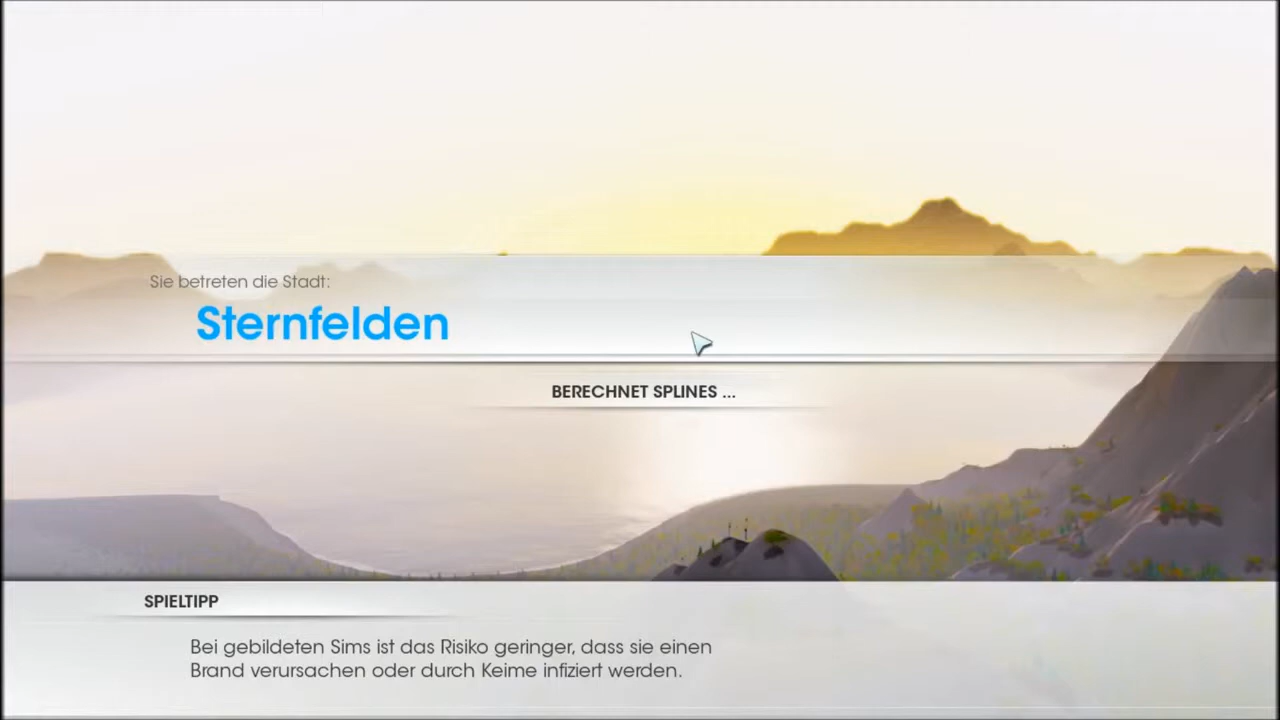 Sie betreten die Stadt:
Sternfelden
BERECHNET SPLINES ...
SPIELTIPP
Bei gebildeten Sims ist das Risiko geringer, dass sie einen
Brand verursachen oder durch Keime infiziert werden.